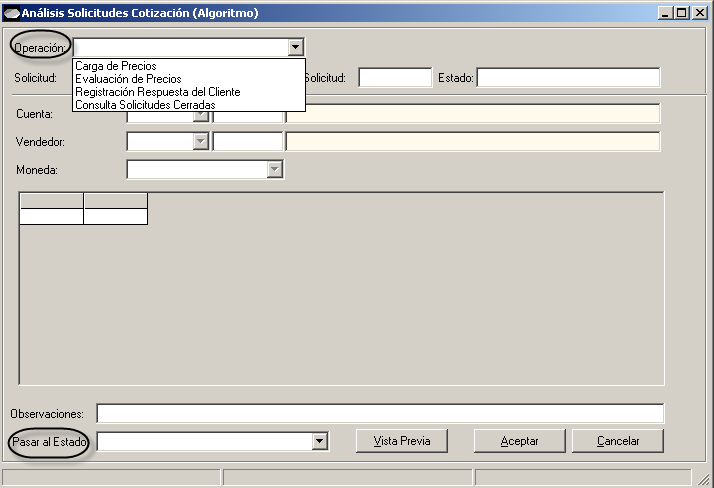 Análisis Solicitudes Cotización (Algoritmo)
Operación:
Carga de Precios
Evaluación de Precios
Registración Respuesta del Cliente
Consulta Solicitudes Cerradas
Solicitud: Solicitud: Estado:
Cuenta:
Vendedor:
Moneda:
Observaciones:
Pasar al Estado Vista Previa Aceptar Cancelar